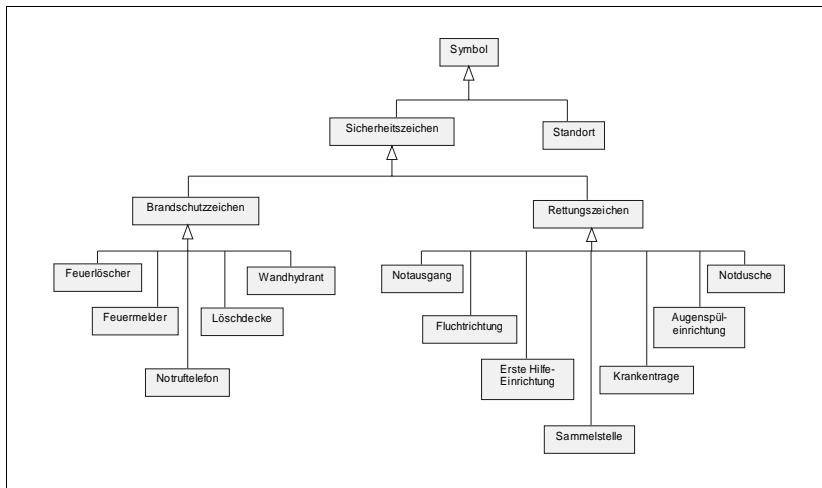 Symbol
Sicherheitszeichen
Standort
Brandschutzzeichen
Rettungszeichen
Feuerlöscher
Wandhydrant
Notausgang
Notdusche
Feuermelder
Löschdecke
Fluchtrichtung
Augenspül-
einrichtung
Notruftelefon
Erste Hilfe-
Einrichtung
Krankentrage
Sammelstelle